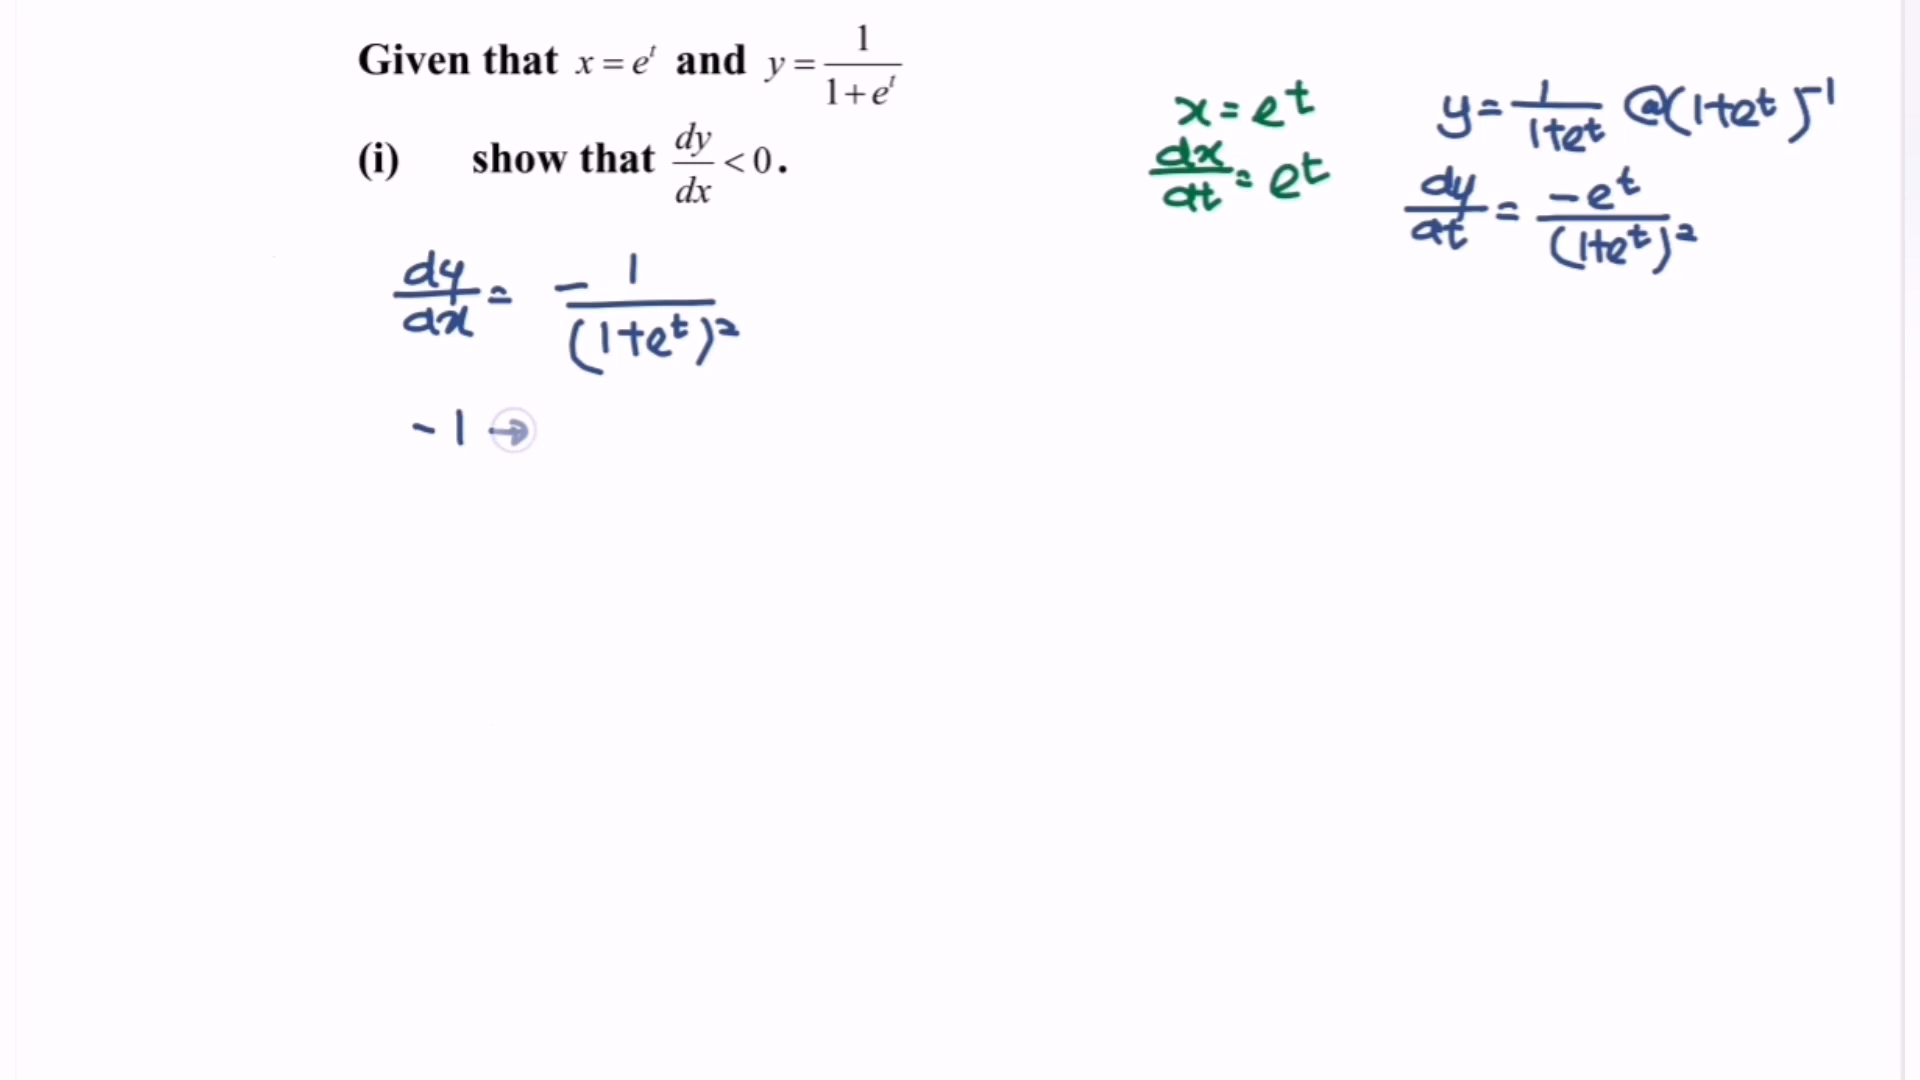 Given that x = e^t and y = 1/(1+e^t)
(i) show that dy/dx < 0.
x = e^t
dx/dt = e^t
y = 1/(1+e^t) @ (1+e^t)^-1
dy/dt = -e^t/(1+e^t)^2
dy/dx = - 1/(1+e^t)^2
-1 →